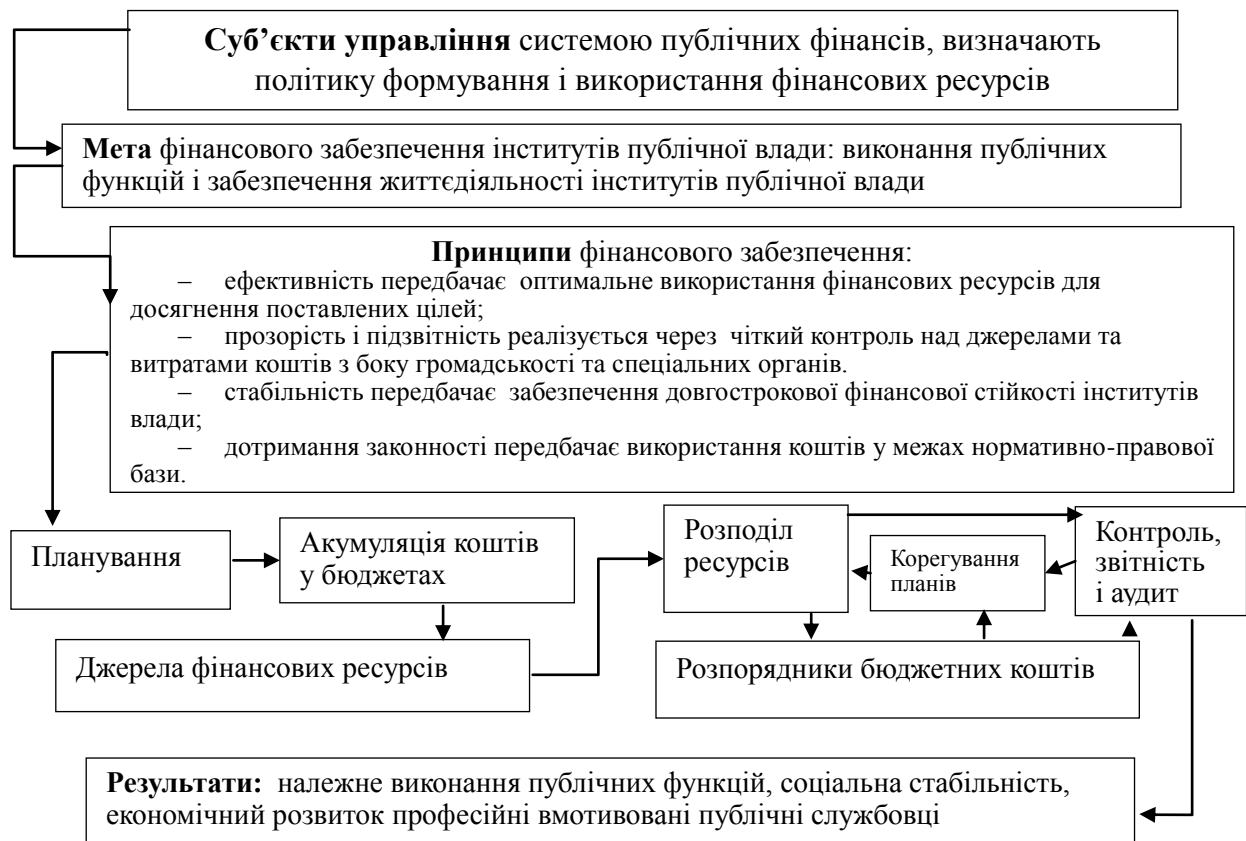 Суб’єкти управління системою публічних фінансів, визначають
політику формування і використання фінансових ресурсів
Мета фінансового забезпечення інститутів публічної влади: виконання публічних
функцій і забезпечення життєдіяльності інститутів публічної влади
Принципи фінансового забезпечення:
– ефективність передбачає оптимальне використання фінансових ресурсів для
досягнення поставлених цілей;
– прозорість і підзвітність реалізується через чіткий контроль над джерелами та
витратами коштів з боку громадськості та спеціальних органів.
– стабільність передбачає забезпечення довгострокової фінансової стійкості інститутів
влади;
– дотримання законності передбачає використання коштів у межах нормативно-правової
бази.
Планування
Акумуляція коштів
у бюджетах
Розподіл
ресурсів
Корегування
планів
Контроль,
звітність
і аудит
Джерела фінансових ресурсів
Розпорядники бюджетних коштів
Результати: належне виконання публічних функцій, соціальна стабільність,
економічний розвиток професійні вмотивовані публічні службовці